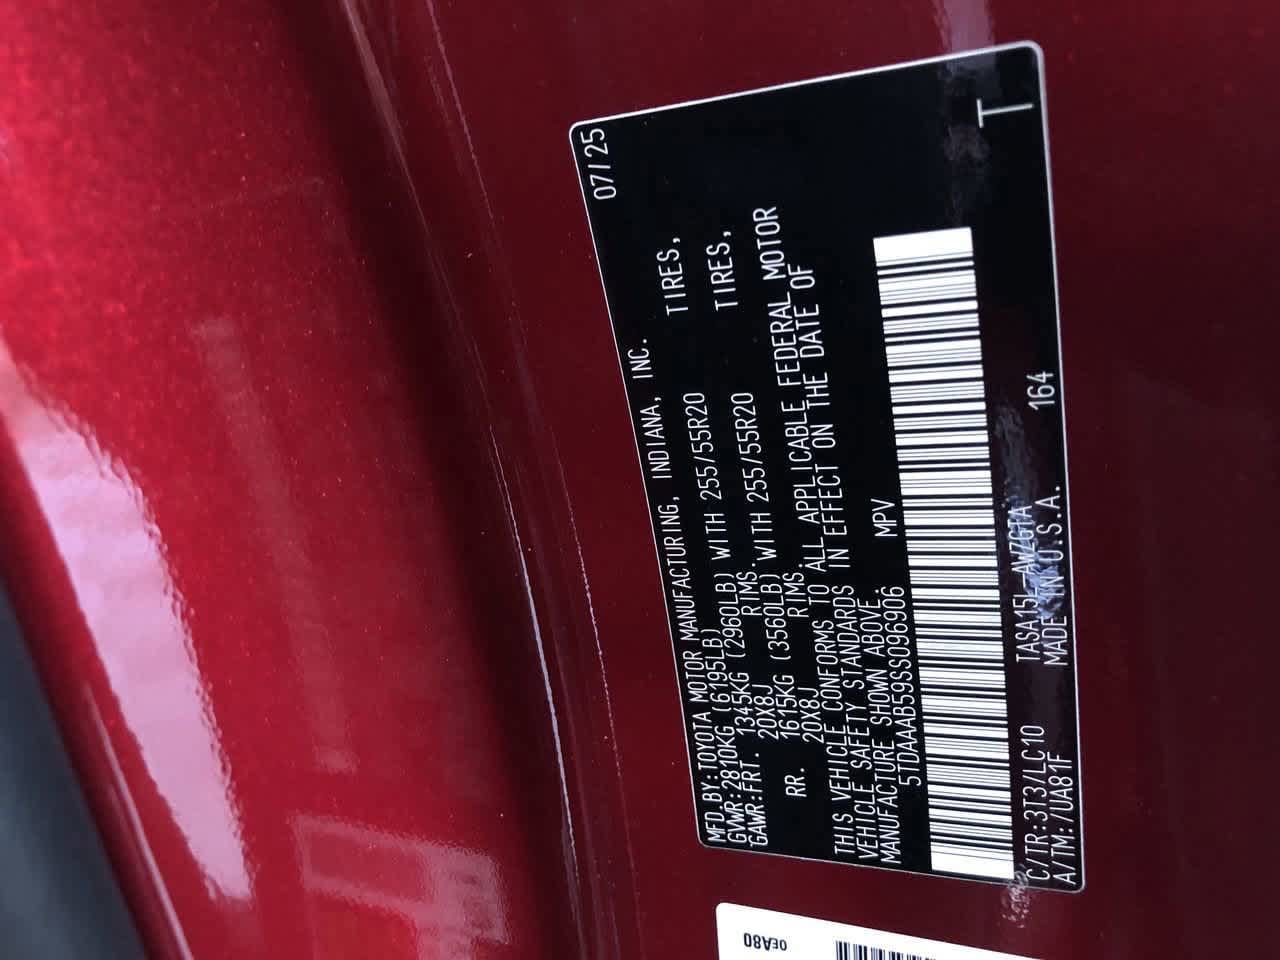 MFD.BY:TOYOTA MOTOR MANUFACTURING, INDIANA, INC. 07/25
GVWR:2810KG (6195LB)
GAWR:FRT. 1345KG (2960LB) WITH 255/55R20 TIRES,
20X8J RIMS.
RR. 1615KG (3560LB) WITH 255/55R20 TIRES,
20X8J RIMS.
THIS VEHICLE CONFORMS TO ALL APPLICABLE FEDERAL MOTOR
VEHICLE SAFETY STANDARDS IN EFFECT ON THE DATE OF
MANUFACTURE SHOWN ABOVE.
5TDAAAB59SS096906 MPV
C/TR:3T3/LC10 TASA15L-AWZGTA
A/TM:/UA81F MADE IN U.S.A. 164
T
0EA80